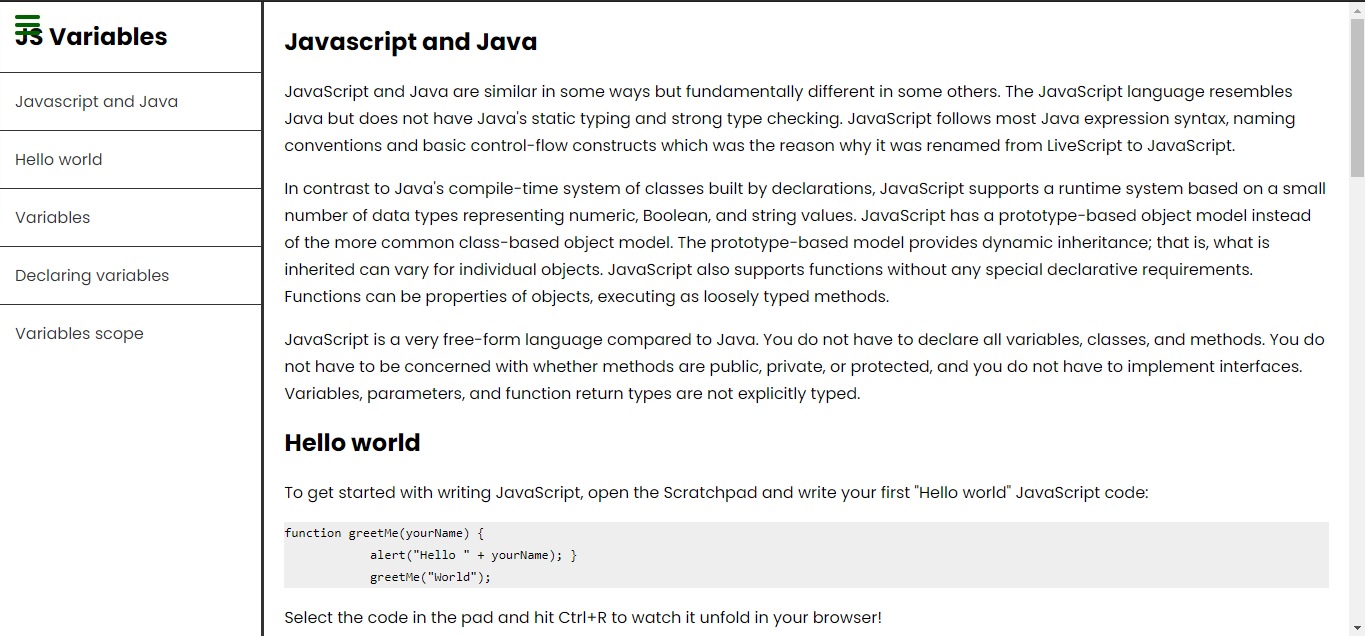 JS Variables
Javascript and Java
Hello world
Variables
Declaring variables
Variables scope
Javascript and Java
JavaScript and Java are similar in some ways but fundamentally different in some others. The JavaScript language resembles
Java but does not have Java's static typing and strong type checking. JavaScript follows most Java expression syntax, naming
conventions and basic control-flow constructs which was the reason why it was renamed from LiveScript to JavaScript.
In contrast to Java's compile-time system of classes built by declarations, JavaScript supports a runtime system based on a small
number of data types representing numeric, Boolean, and string values. JavaScript has a prototype-based object model instead
of the more common class-based object model. The prototype-based model provides dynamic inheritance; that is, what is
inherited can vary for individual objects. JavaScript also supports functions without any special declarative requirements.
Functions can be properties of objects, executing as loosely typed methods.
JavaScript is a very free-form language compared to Java. You do not have to declare all variables, classes, and methods. You do
not have to be concerned with whether methods are public, private, or protected, and you do not have to implement interfaces.
Variables, parameters, and function return types are not explicitly typed.
Hello world
To get started with writing JavaScript, open the Scratchpad and write your first "Hello world" JavaScript code:
function greetMe(yourName) {
alert("Hello " + yourName); }
greetMe("World");
Select the code in the pad and hit Ctrl+R to watch it unfold in your browser!